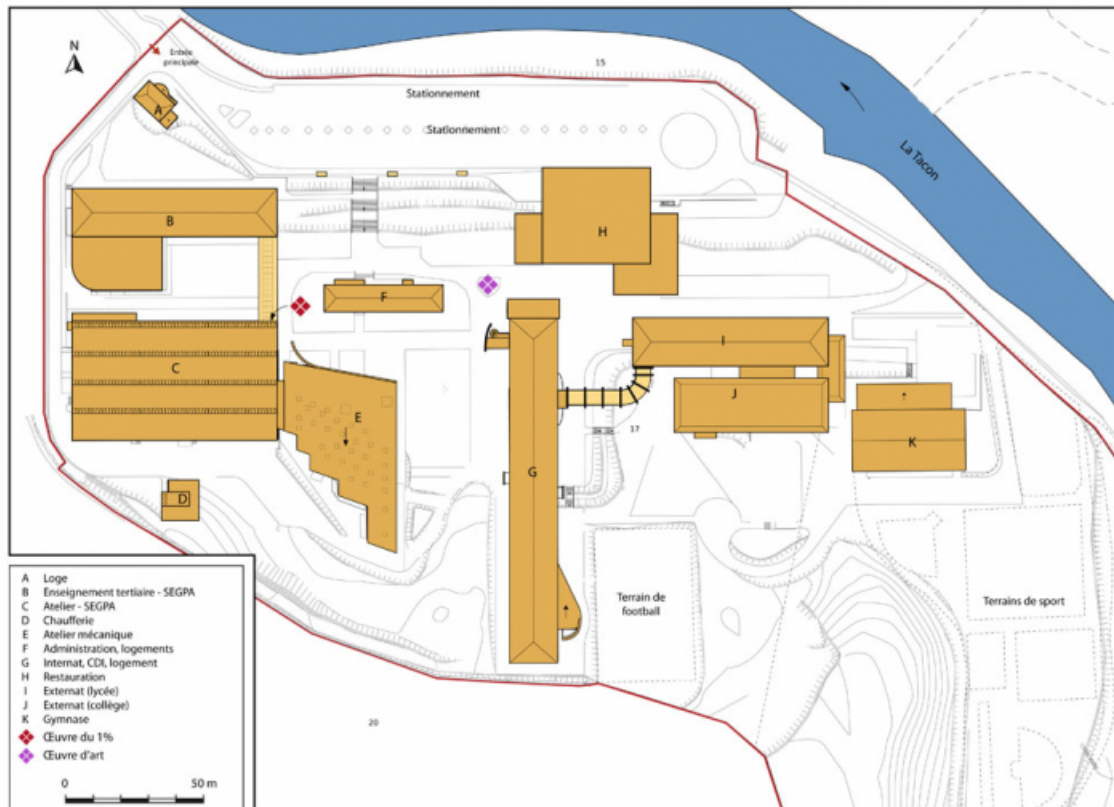 N
Entrée
principale
15
Stationnement
A
Stationnement
La Tacon
B
H
F
I
C
J
E
17
K
G
D
Terrain de
football
Terrains de sport
A Loge
B Enseignement tertiaire - SEGPA
C Atelier - SEGPA
D Chaufferie
E Atelier mécanique
F Administration, logements
G Internat, CDI, logement
H Restauration
I Externat (lycée)
J Externat (collège)
K Gymnase
Œuvre du 1%
Œuvre d'art
20
0 50 m